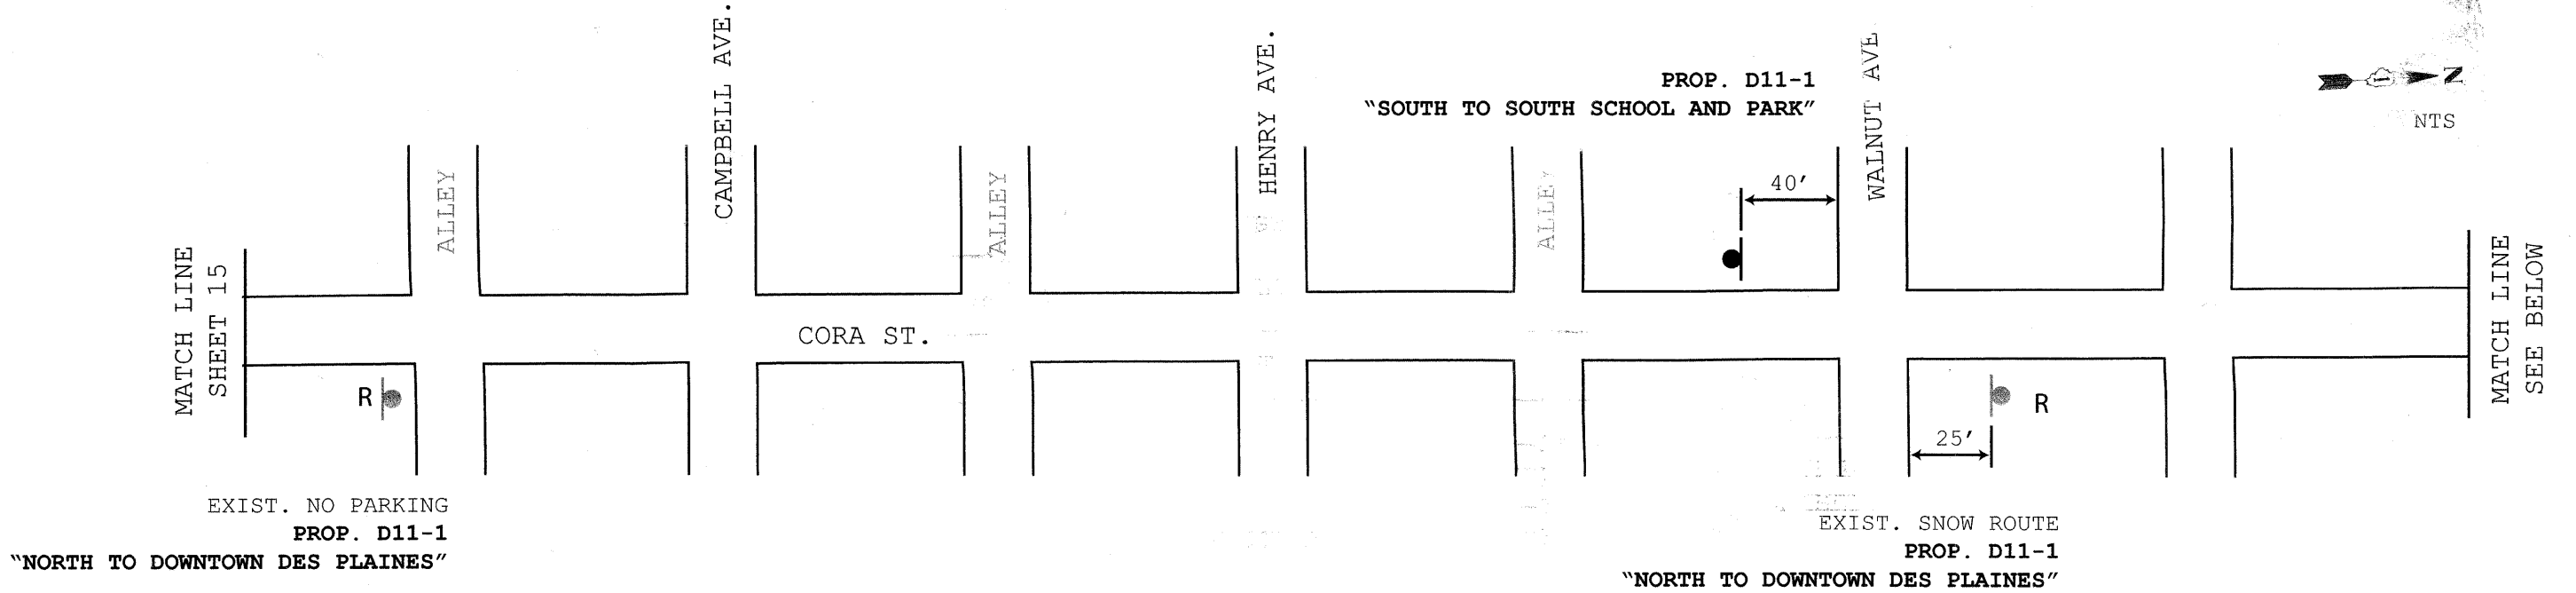 CAMPBELL AVE.
HENRY AVE.
WALNUT AVE
PROP. D11-1
“SOUTH TO SOUTH SCHOOL AND PARK”
N
NTS
ALLEY
ALLEY
ALLEY
40’
MATCH LINE
SHEET 15
CORA ST.
MATCH LINE
SEE BELOW
R
R
25’
EXIST. NO PARKING
PROP. D11-1
“NORTH TO DOWNTOWN DES PLAINES”
EXIST. SNOW ROUTE
PROP. D11-1
“NORTH TO DOWNTOWN DES PLAINES”